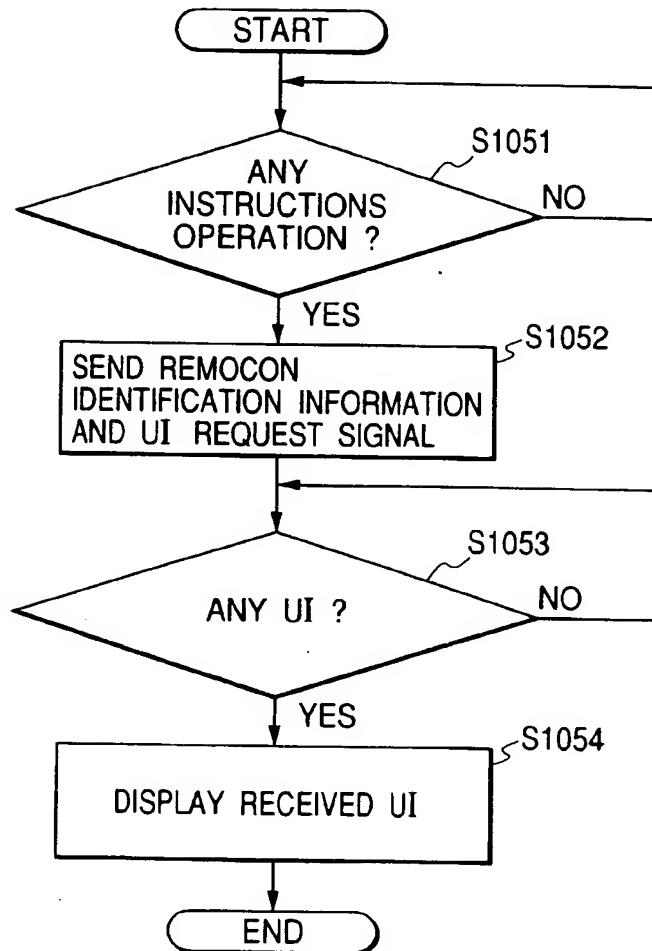 START
S1051
ANY
INSTRUCTIONS
OPERATION ?
NO
YES
S1052
SEND REMOCON
IDENTIFICATION INFORMATION
AND UI REQUEST SIGNAL
S1053
ANY UI ?
NO
YES
S1054
DISPLAY RECEIVED UI
END